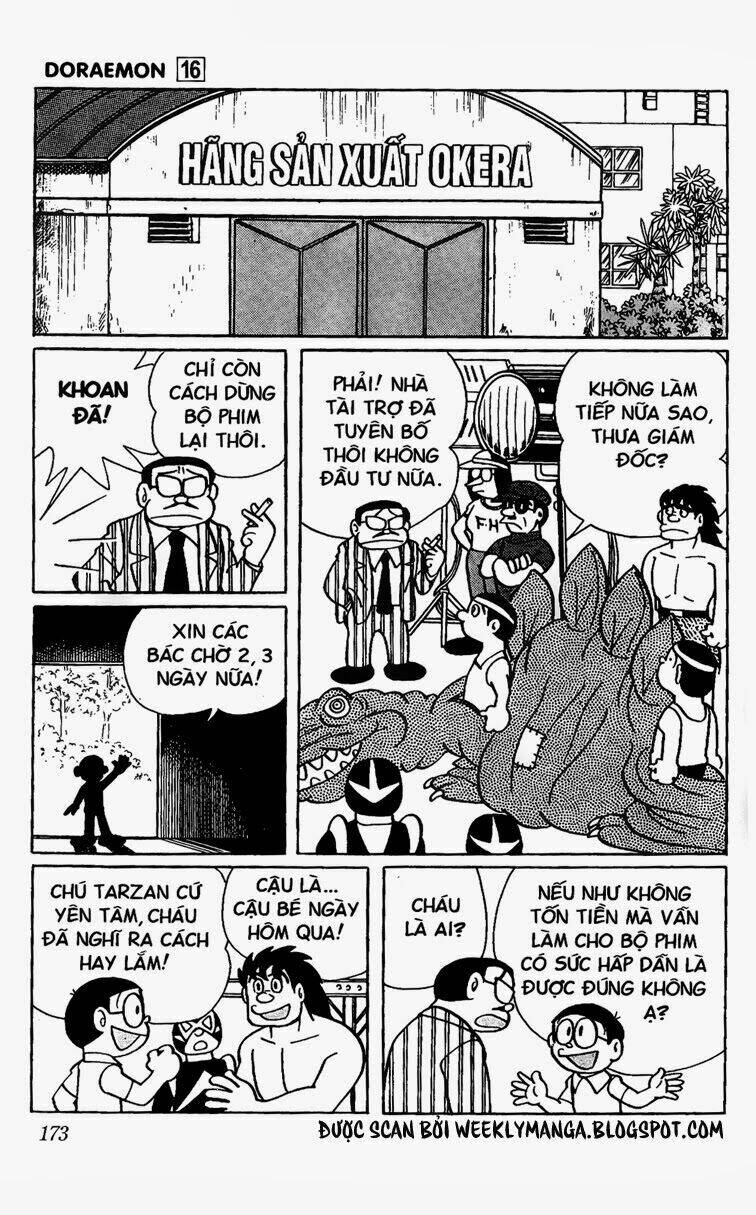 DORAEMON 16
HÃNG SẢN XUẤT OKERA
KHÔNG LÀM
TIẾP NỮA SAO,
THƯA GIÁM
ĐỐC?
PHẢI! NHÀ
TÀI TRỢ ĐÃ
TUYÊN BỐ
THÔI KHÔNG
ĐẦU TƯ NỮA.
F·H
CHỈ CÒN
CÁCH DỪNG
BỘ PHIM
LẠI THÔI.
KHOAN
ĐÃ!
XIN CÁC
BÁC CHỜ 2, 3
NGÀY NỮA!
NẾU NHƯ KHÔNG
TỐN TIỀN MÀ VẪN
LÀM CHO BỘ PHIM
CÓ SỨC HẤP DẪN LÀ
ĐƯỢC ĐÚNG KHÔNG
Ạ?
CHÁU
LÀ AI?
CẬU LÀ...
CẬU BÉ NGÀY
HÔM QUA!
CHÚ TARZAN CỨ
YÊN TÂM, CHÁU
ĐÃ NGHĨ RA CÁCH
HAY LẮM!
173
ĐƯỢC SCAN BỞI WEEKLYMANGA.BLOGSPOT.COM